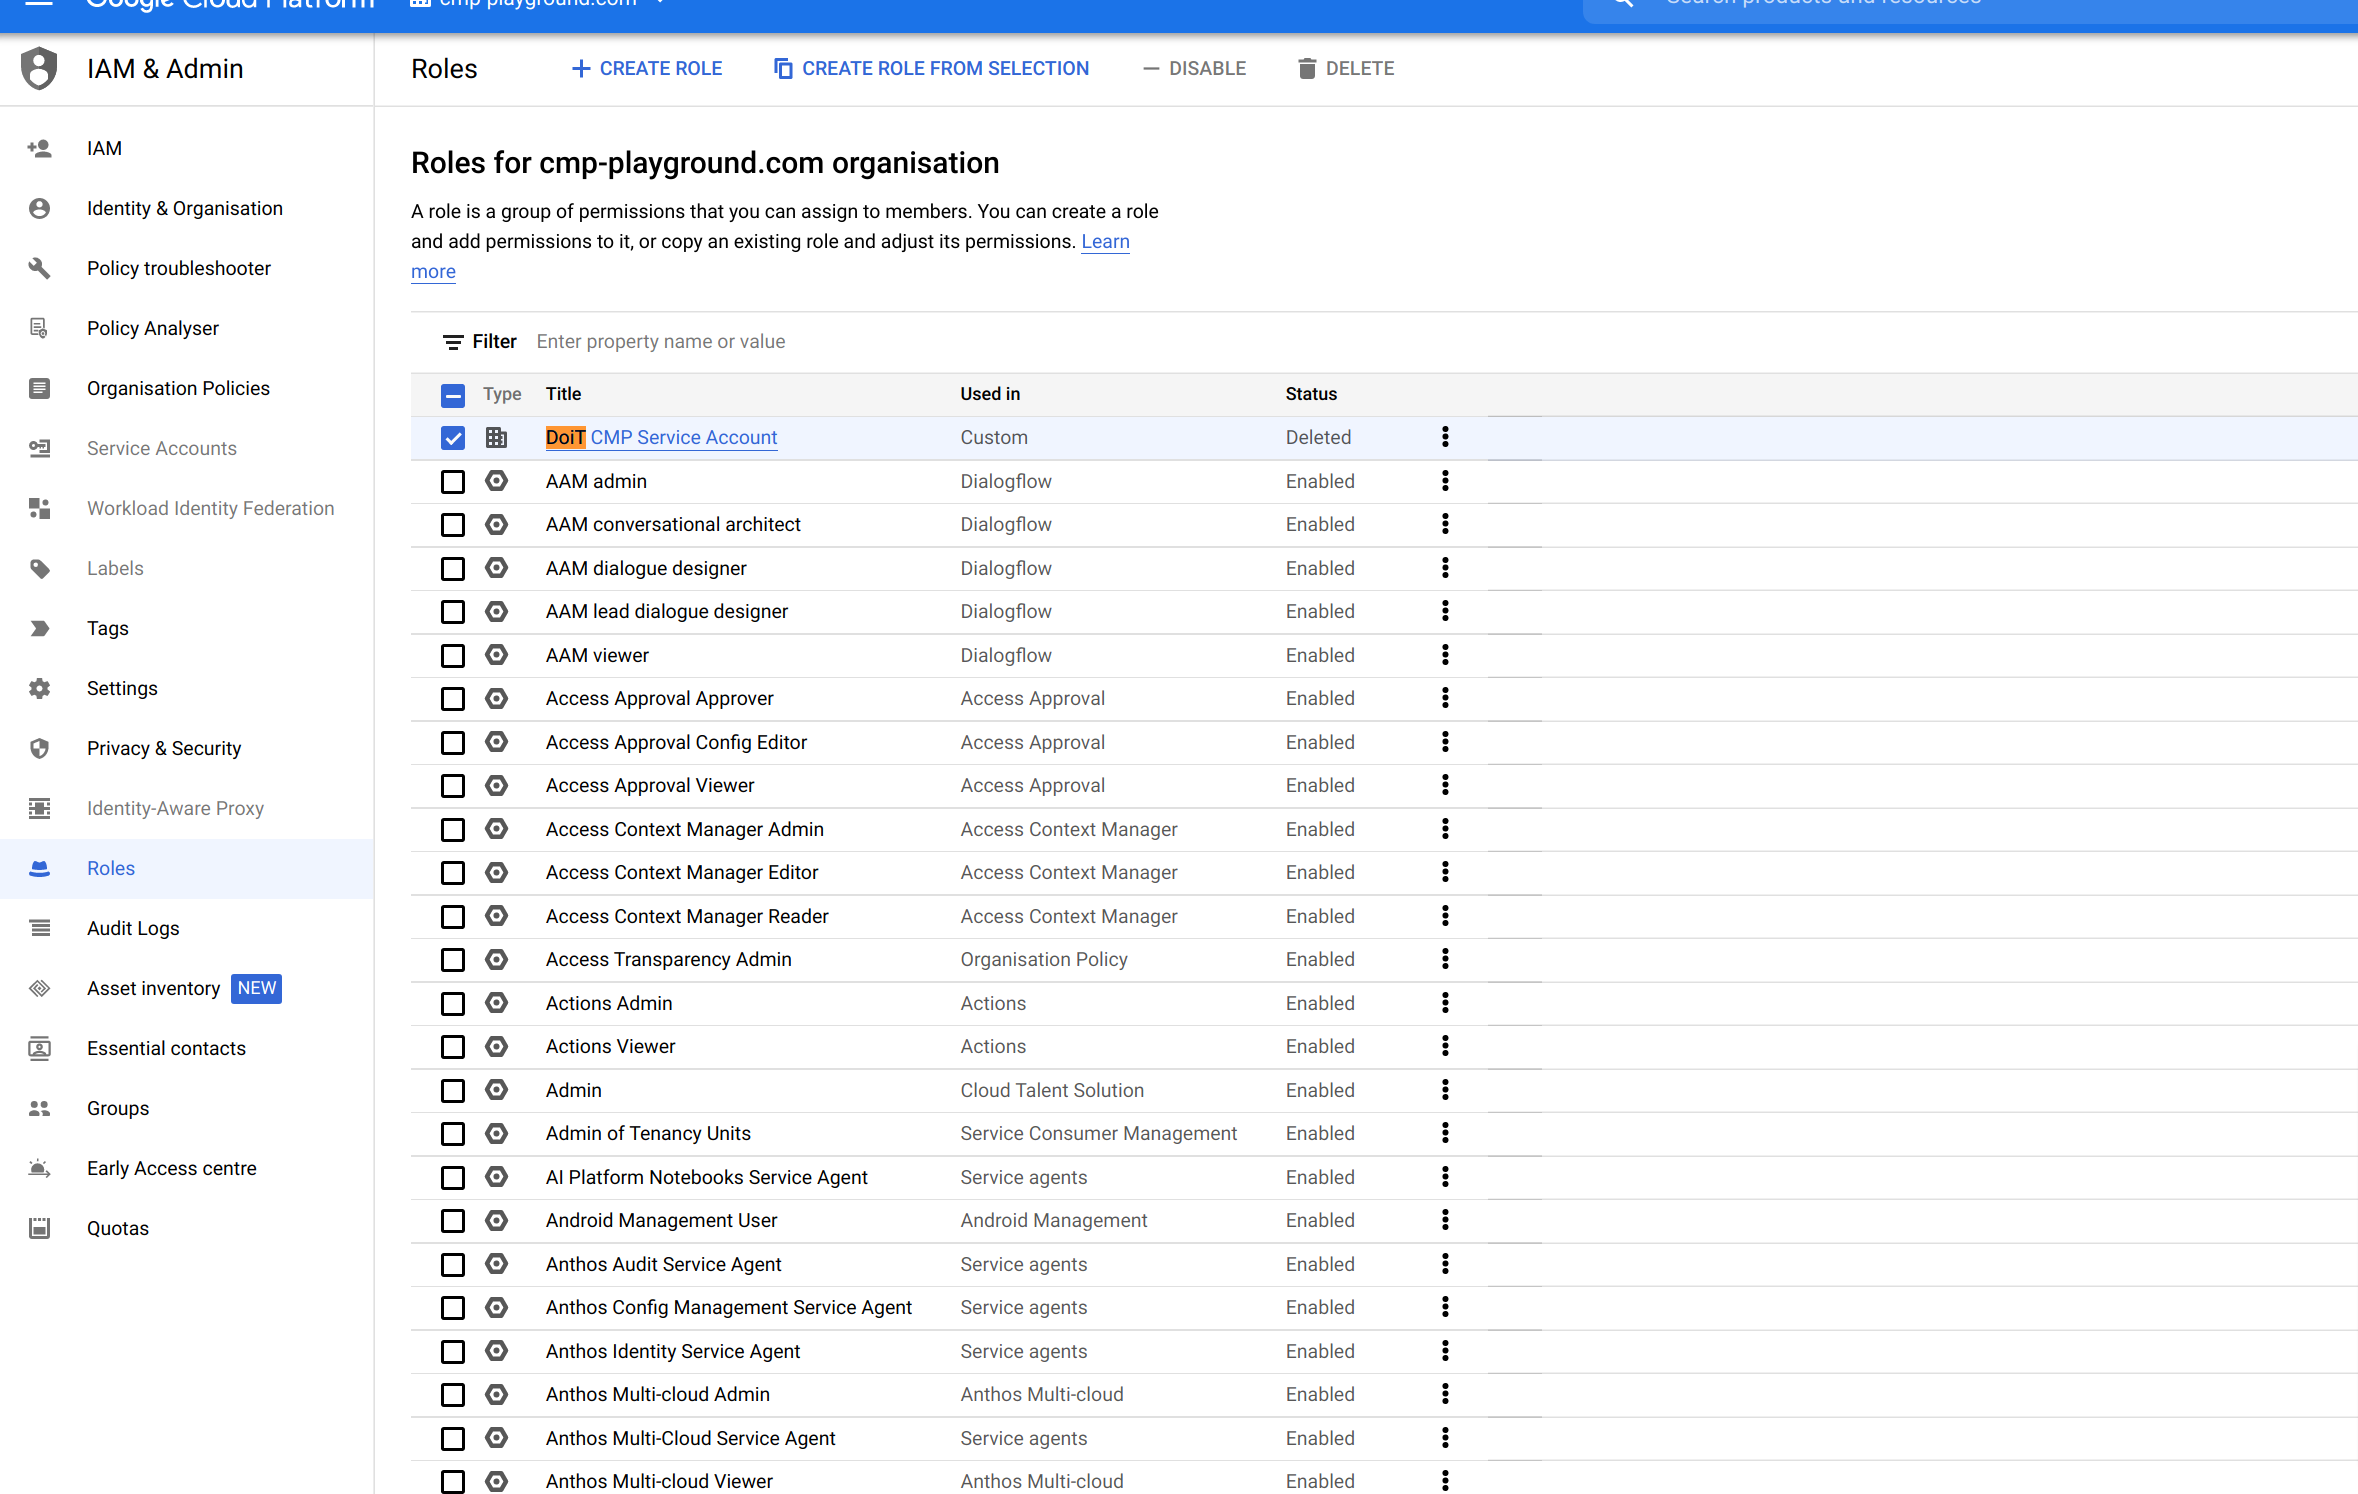 Google Cloud Platform
cmp-playground.com
Search products and resources
IAM & Admin
Roles
CREATE ROLE
CREATE ROLE FROM SELECTION
DISABLE
DELETE
IAM
Identity & Organisation
Policy troubleshooter
Policy Analyser
Organisation Policies
Service Accounts
Workload Identity Federation
Labels
Tags
Settings
Privacy & Security
Identity-Aware Proxy
Roles
Audit Logs
Asset inventory NEW
Essential contacts
Groups
Early Access centre
Quotas
Roles for cmp-playground.com organisation
A role is a group of permissions that you can assign to members. You can create a role
and add permissions to it, or copy an existing role and adjust its permissions. Learn
more
Filter Enter property name or value
Type Title Used in Status
DoiT CMP Service Account Custom Deleted
AAM admin Dialogflow Enabled
AAM conversational architect Dialogflow Enabled
AAM dialogue designer Dialogflow Enabled
AAM lead dialogue designer Dialogflow Enabled
AAM viewer Dialogflow Enabled
Access Approval Approver Access Approval Enabled
Access Approval Config Editor Access Approval Enabled
Access Approval Viewer Access Approval Enabled
Access Context Manager Admin Access Context Manager Enabled
Access Context Manager Editor Access Context Manager Enabled
Access Context Manager Reader Access Context Manager Enabled
Access Transparency Admin Organisation Policy Enabled
Actions Admin Actions Enabled
Actions Viewer Actions Enabled
Admin Cloud Talent Solution Enabled
Admin of Tenancy Units Service Consumer Management Enabled
AI Platform Notebooks Service Agent Service agents Enabled
Android Management User Android Management Enabled
Anthos Audit Service Agent Service agents Enabled
Anthos Config Management Service Agent Service agents Enabled
Anthos Identity Service Agent Service agents Enabled
Anthos Multi-cloud Admin Anthos Multi-cloud Enabled
Anthos Multi-Cloud Service Agent Service agents Enabled
Anthos Multi-cloud Viewer Anthos Multi-cloud Enabled